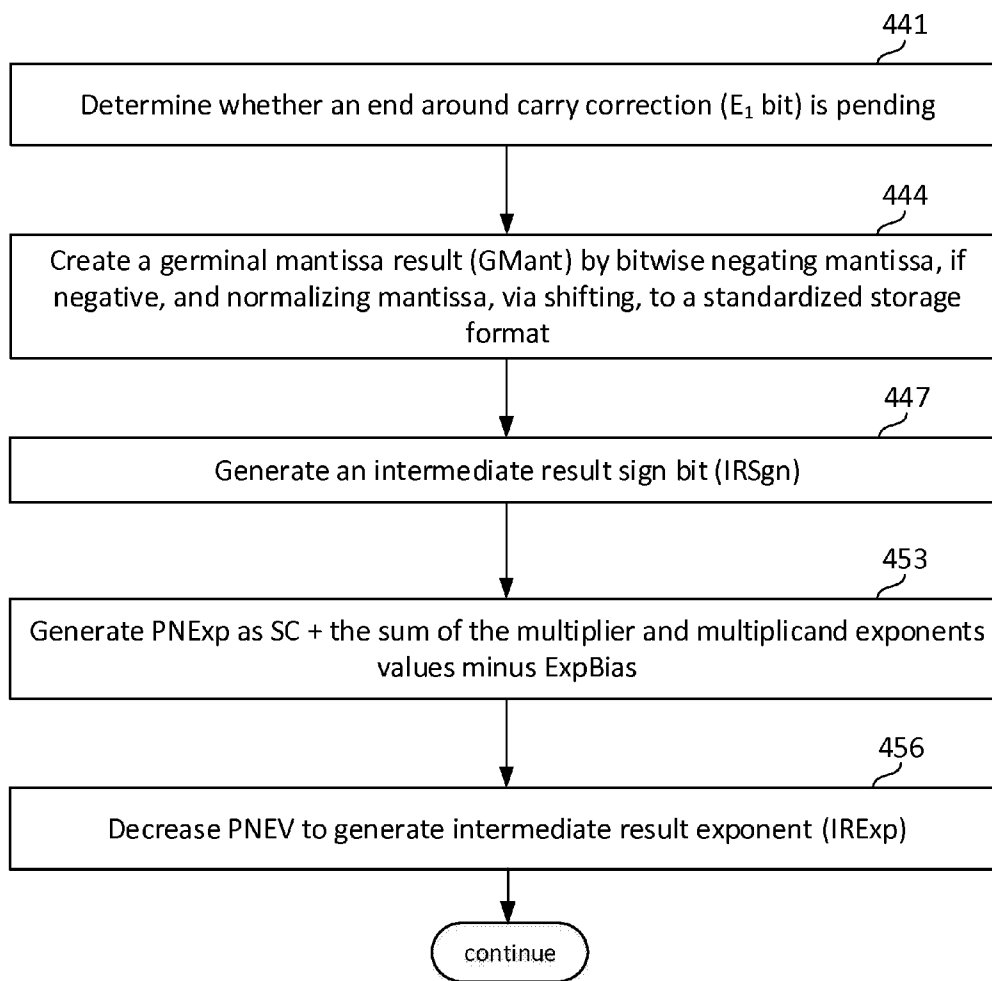 441
Determine whether an end around carry correction (E₁ bit) is pending
444
Create a germinal mantissa result (GMant) by bitwise negating mantissa, if
negative, and normalizing mantissa, via shifting, to a standardized storage
format
447
Generate an intermediate result sign bit (IRSgn)
453
Generate PNExp as SC + the sum of the multiplier and multiplicand exponents
values minus ExpBias
456
Decrease PNEV to generate intermediate result exponent (IRExp)
continue